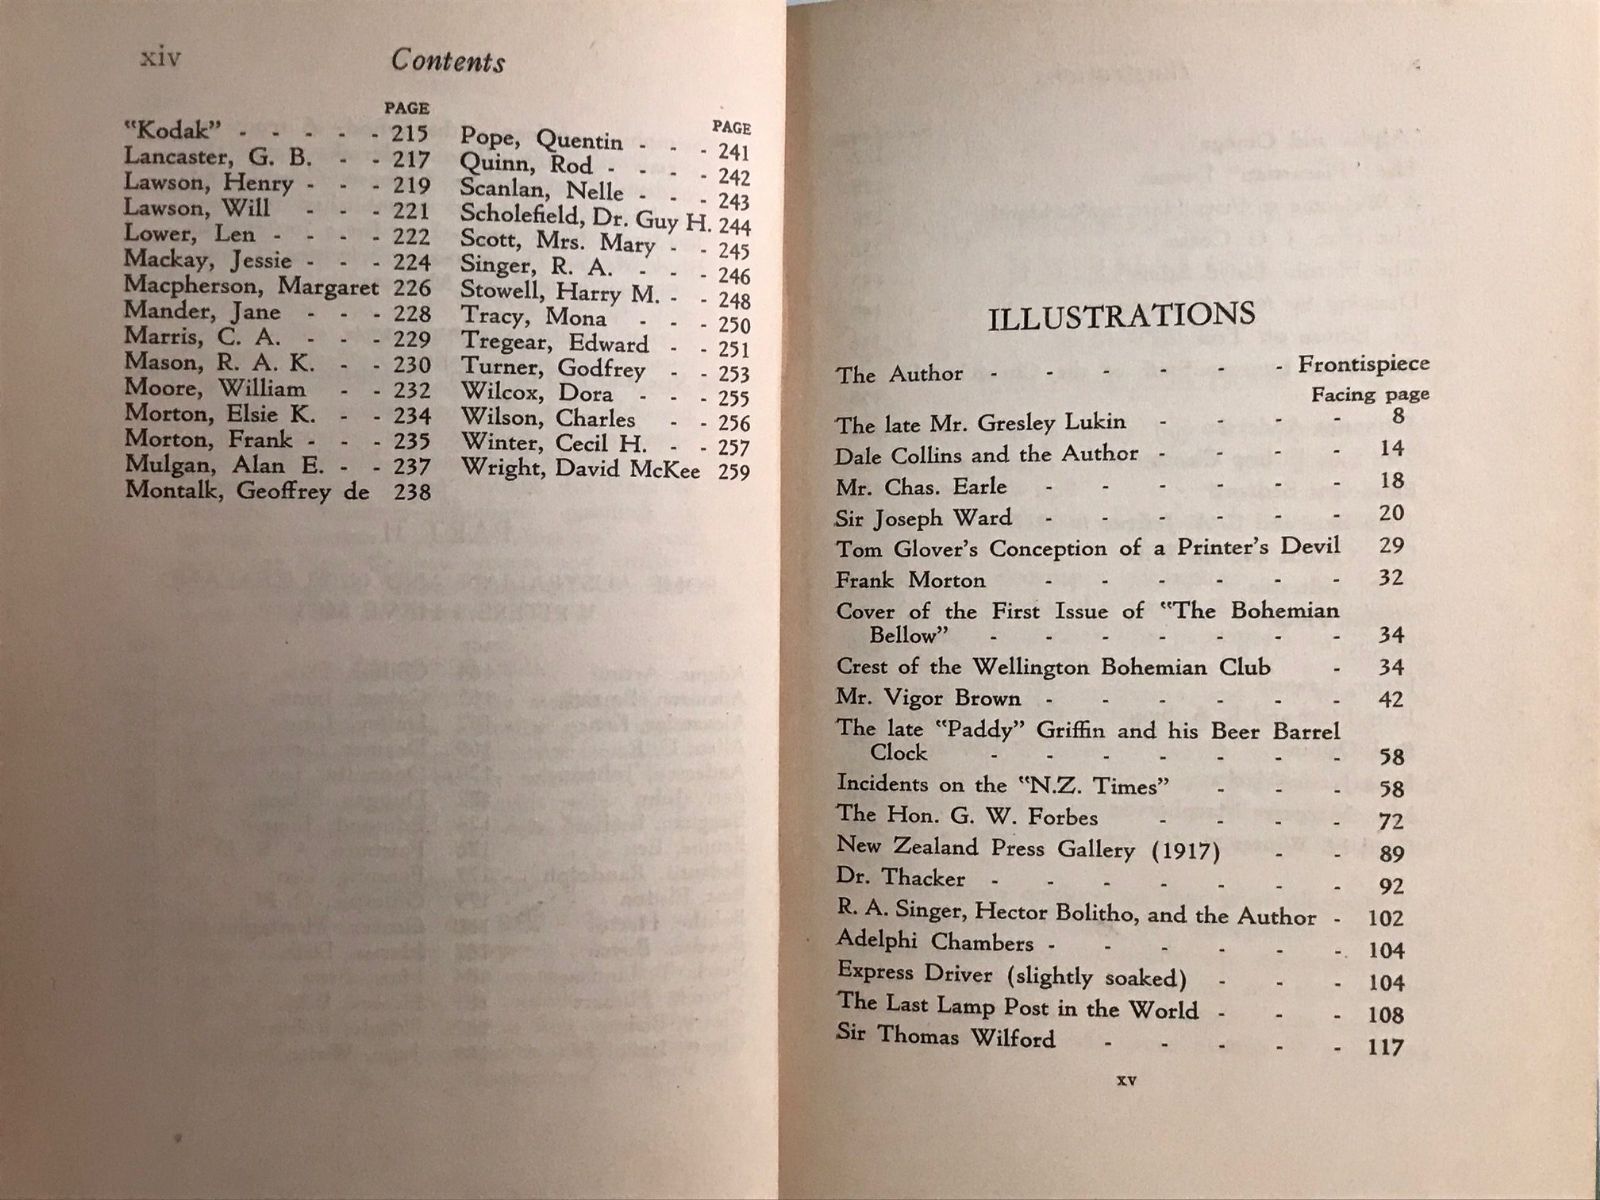 xiv Contents
PAGE
"Kodak" - - - - - 215
Lancaster, G. B. - - 217
Lawson, Henry - - - 219
Lawson, Will - - - 221
Lower, Len - - - - 222
Mackay, Jessie - - - 224
Macpherson, Margaret 226
Mander, Jane - - - 228
Marris, C. A. - - - 229
Mason, R. A. K. - - 230
Moore, William - - 232
Morton, Elsie K. - - 234
Morton, Frank - - - 235
Mulgan, Alan E. - - 237
Montalk, Geoffrey de 238
PAGE
Pope, Quentin - - - 241
Quinn, Rod - - - - 242
Scanlan, Nelle - - - 243
Scholefield, Dr. Guy H. 244
Scott, Mrs. Mary - - 245
Singer, R. A. - - - 246
Stowell, Harry M. - - 248
Tracy, Mona - - - 250
Tregear, Edward - - 251
Turner, Godfrey - - 253
Wilcox, Dora - - - 255
Wilson, Charles - - 256
Winter, Cecil H. - - 257
Wright, David McKee 259
ILLUSTRATIONS
The Author - - - - - - Frontispiece
Facing page
The late Mr. Gresley Lukin - - - - 8
Dale Collins and the Author - - - - 14
Mr. Chas. Earle - - - - - - 18
Sir Joseph Ward - - - - - - 20
Tom Glover's Conception of a Printer's Devil 29
Frank Morton - - - - - - 32
Cover of the First Issue of "The Bohemian
Bellow" - - - - - - - 34
Crest of the Wellington Bohemian Club - 34
Mr. Vigor Brown - - - - - - 42
The late "Paddy" Griffin and his Beer Barrel
Clock - - - - - - - 58
Incidents on the "N.Z. Times" - - - 58
The Hon. G. W. Forbes - - - - 72
New Zealand Press Gallery (1917) - - 89
Dr. Thacker - - - - - - - 92
R. A. Singer, Hector Bolitho, and the Author - 102
Adelphi Chambers - - - - - - 104
Express Driver (slightly soaked) - - - 104
The Last Lamp Post in the World - - - 108
Sir Thomas Wilford - - - - - 117
xv